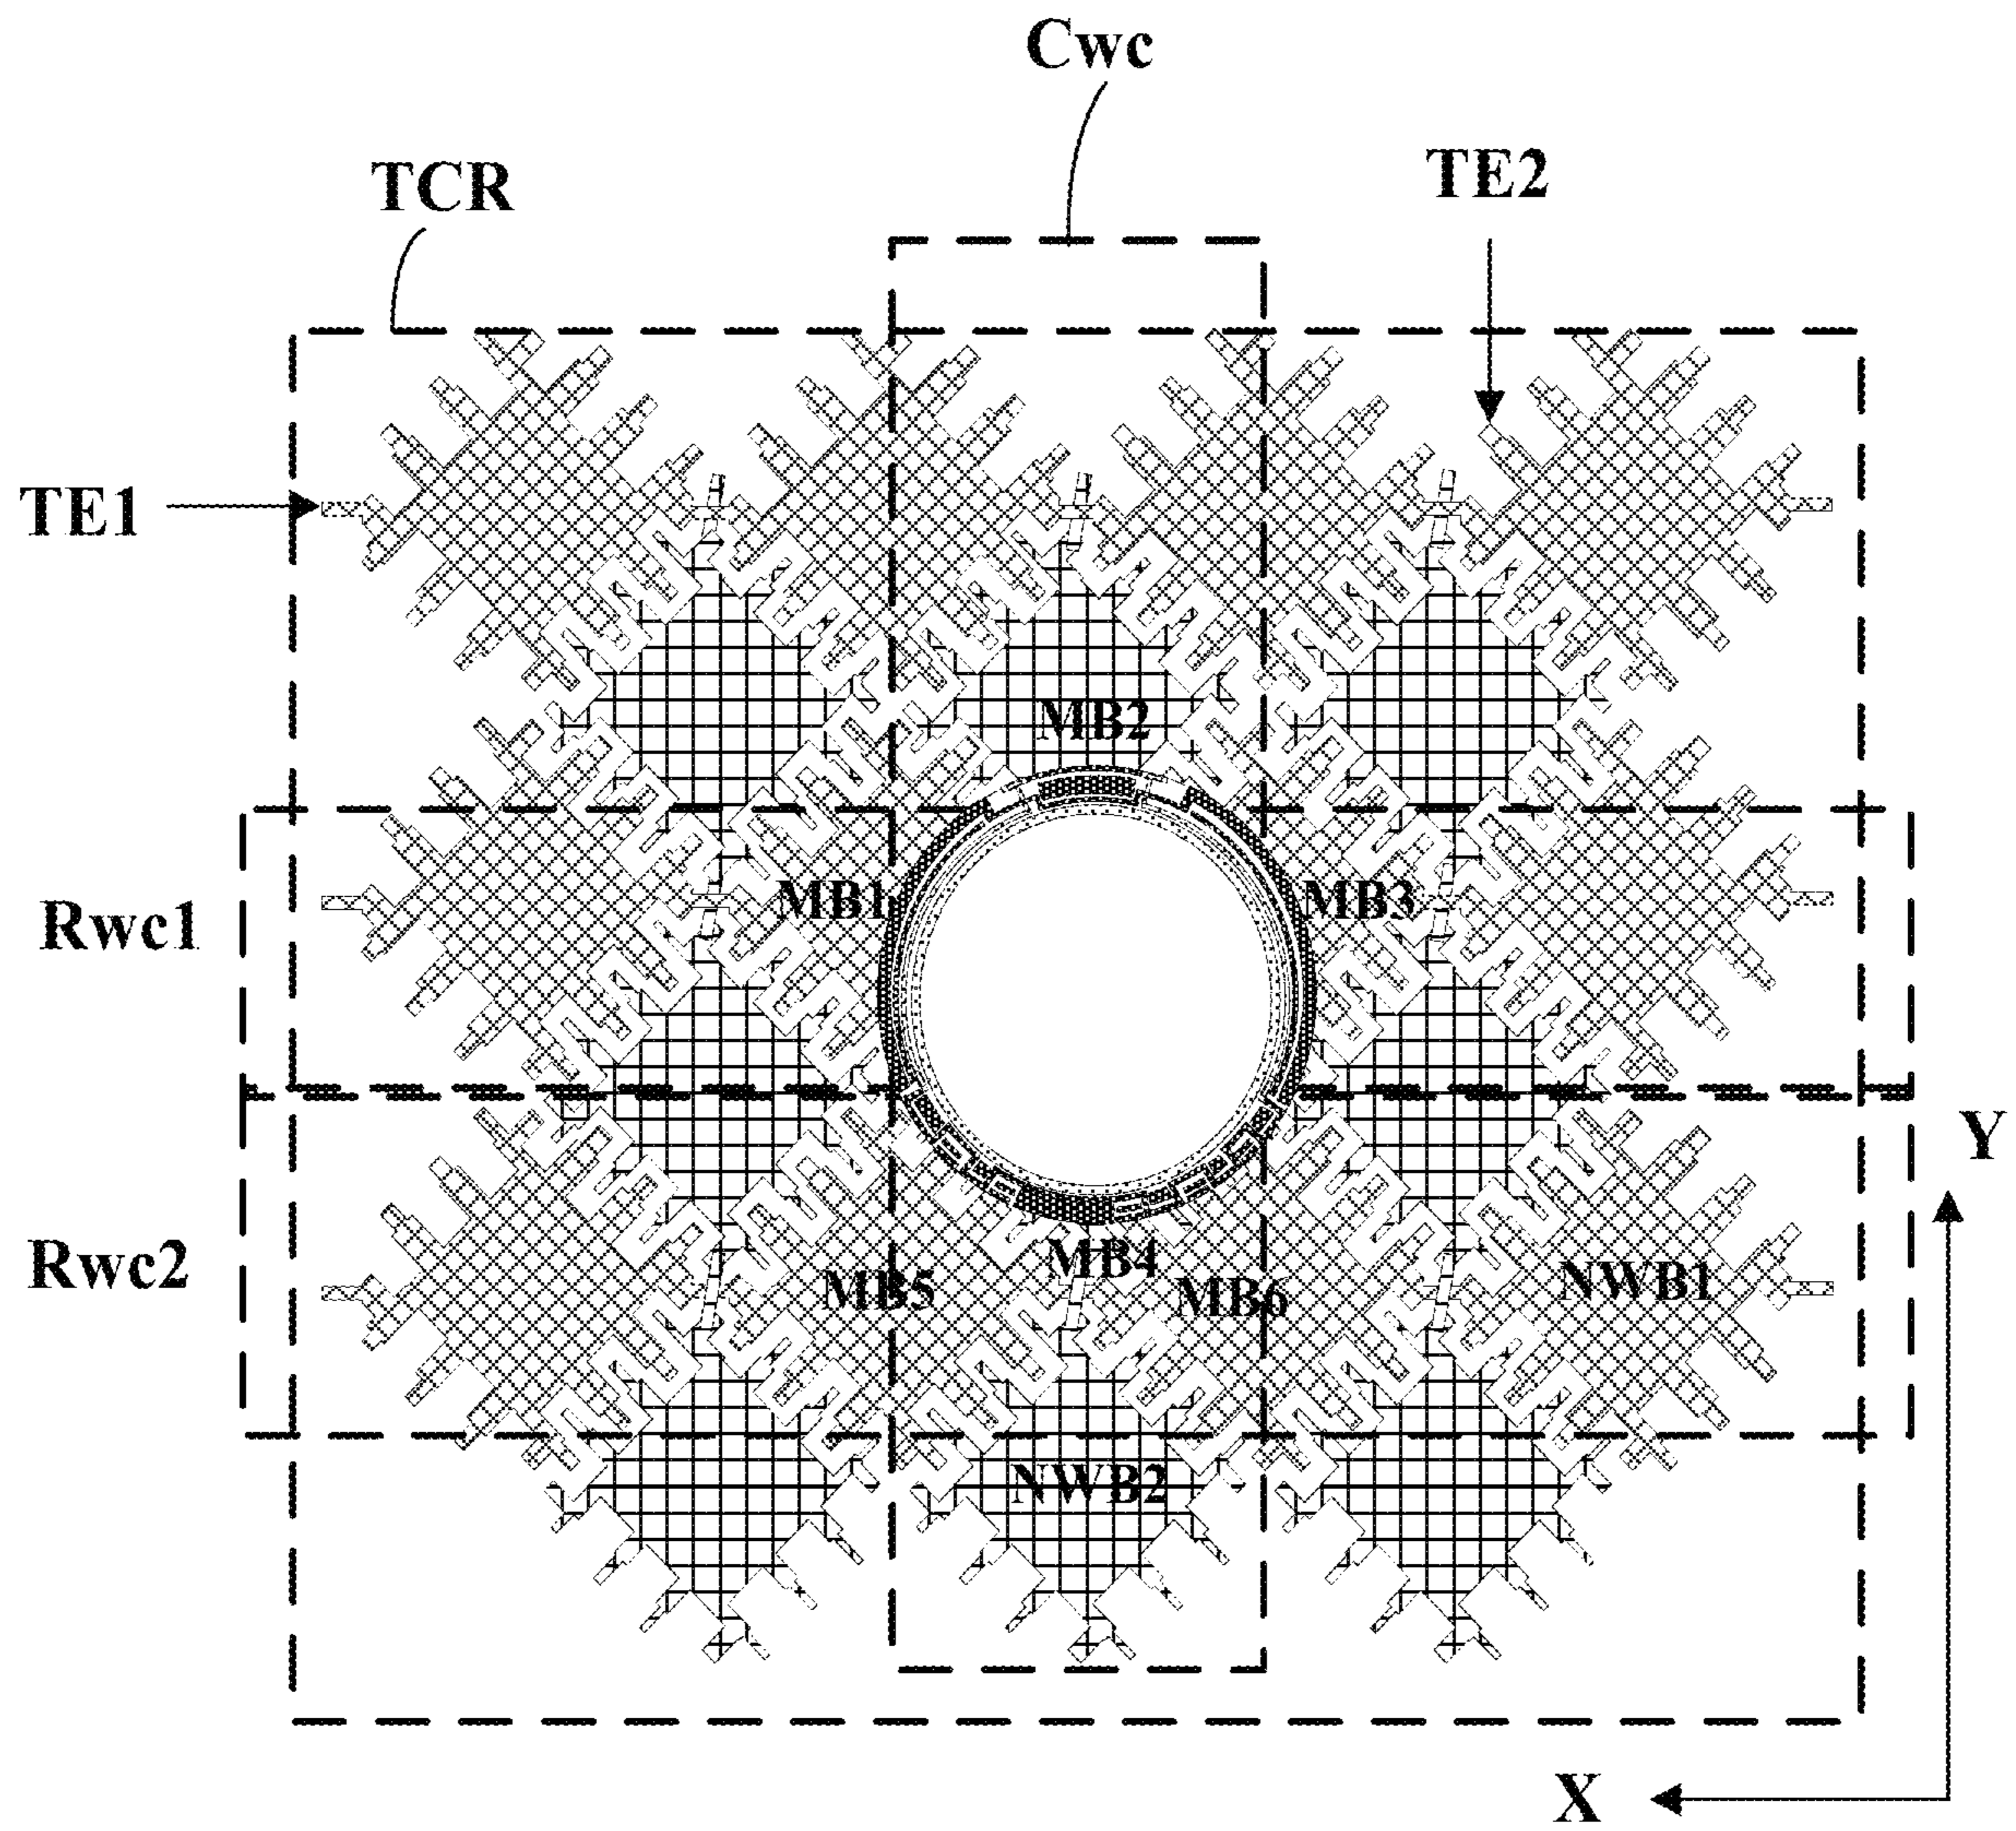 Cwc
TCR
TE2
TE1
MB2
MB1
MB3
Rwc1
Y
Rwc2
MB4
MB5
MB6
NWB1
NWB2
X